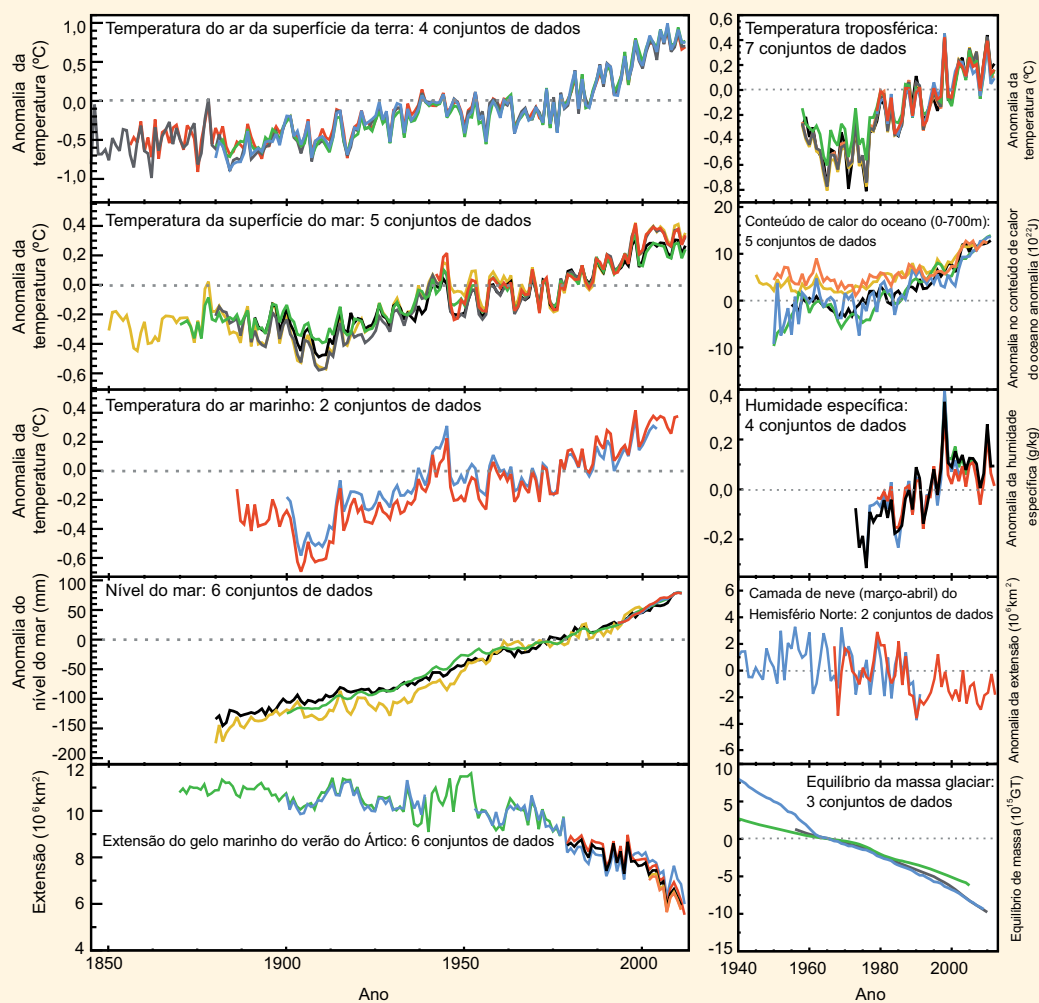 Anomalia da
temperatura (ºC)
Temperatura do ar da superfície da terra: 4 conjuntos de dados
1,0
0,5
0,0
-0,5
-1,0
Anomalia da
temperatura (ºC)
Temperatura da superfície do mar: 5 conjuntos de dados
0,4
0,2
0,0
-0,2
-0,4
-0,6
Anomalia da
temperatura (ºC)
Temperatura do ar marinho: 2 conjuntos de dados
0,4
0,2
0,0
-0,2
-0,4
-0,6
Anomalia do
nível do mar (mm)
Nível do mar: 6 conjuntos de dados
100
50
0
-50
-100
-150
-200
Extensão (10⁶km²)
Extensão do gelo marinho do verão do Ártico: 6 conjuntos de dados
12
10
8
6
4
1850
1900
1950
2000
Ano
Temperatura troposférica:
7 conjuntos de dados
0,6
0,4
0,2
0,0
-0,2
-0,4
-0,6
-0,8
Anomalia da
temperatura (ºC)
Conteúdo de calor do oceano (0-700m):
5 conjuntos de dados
20
10
0
-10
Anomalia no conteúdo de calor
do oceano anomalia (10²²J)
Humidade específica:
4 conjuntos de dados
0,4
0,2
0,0
-0,2
Anomalia da humidade
específica (g/kg)
Camada de neve (março-abril) do
Hemisfério Norte: 2 conjuntos de dados
6
4
2
0
-2
-4
-6
Anomalia da extensão (10⁶km²)
Equilíbrio da massa glaciar:
3 conjuntos de dados
10
5
0
-5
-10
-15
Equilíbrio de massa (10¹⁵GT)
1940
1960
1980
2000
Ano